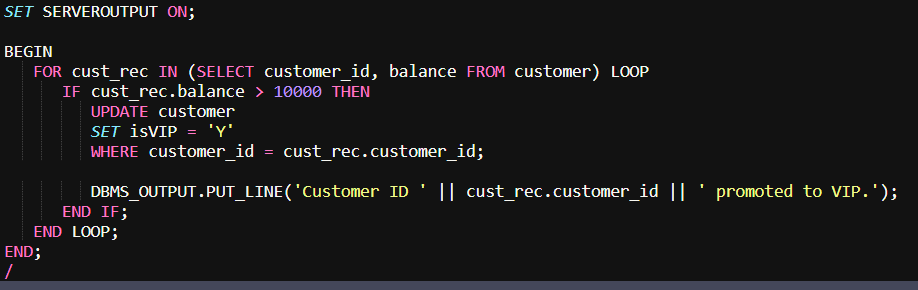 SET SERVEROUTPUT ON;
BEGIN
FOR cust_rec IN (SELECT customer_id, balance FROM customer) LOOP
IF cust_rec.balance > 10000 THEN
UPDATE customer
SET isVIP = 'Y'
WHERE customer_id = cust_rec.customer_id;
DBMS_OUTPUT.PUT_LINE('Customer ID ' || cust_rec.customer_id || ' promoted to VIP.');
END IF;
END LOOP;
END;
/